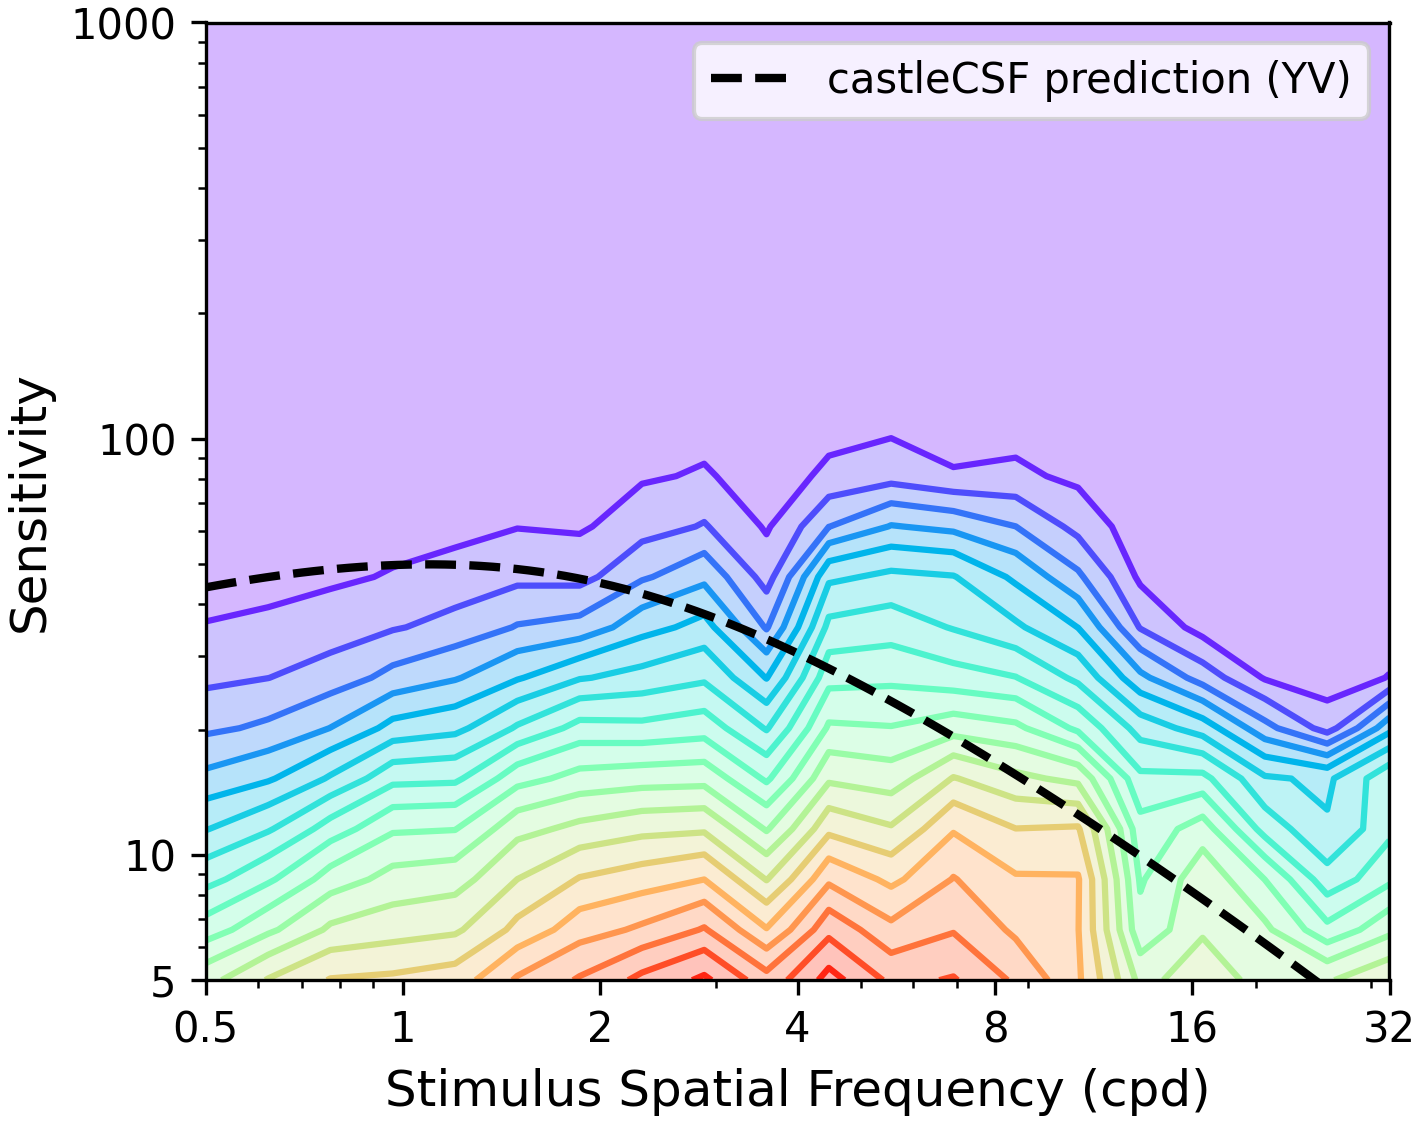 1000
castleCSF prediction (YV)
100
10
5
Sensitivity
0.5 1 2 4 8 16 32
Stimulus Spatial Frequency (cpd)